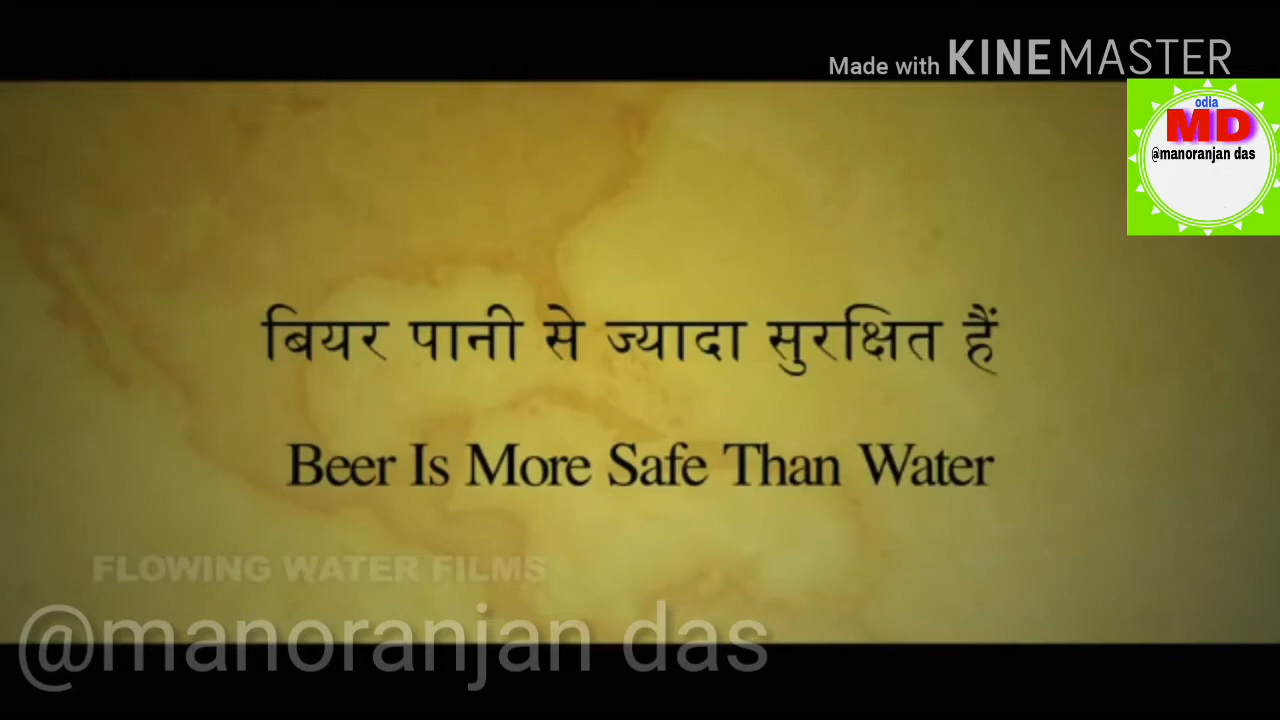 Made with KINEMASTER
odia
MD
@manoranjan das
बियर पानी से ज्यादा सुरक्षित हैं
Beer Is More Safe Than Water
FLOWING WATER FILMS
@manoranjan das